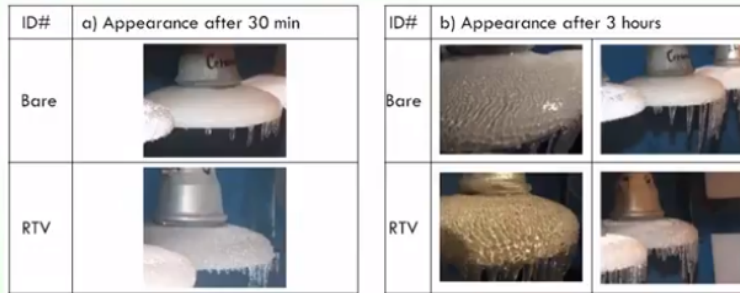 ID# a) Appearance after 30 min
Bare
RTV
ID# b) Appearance after 3 hours
Bare
RTV